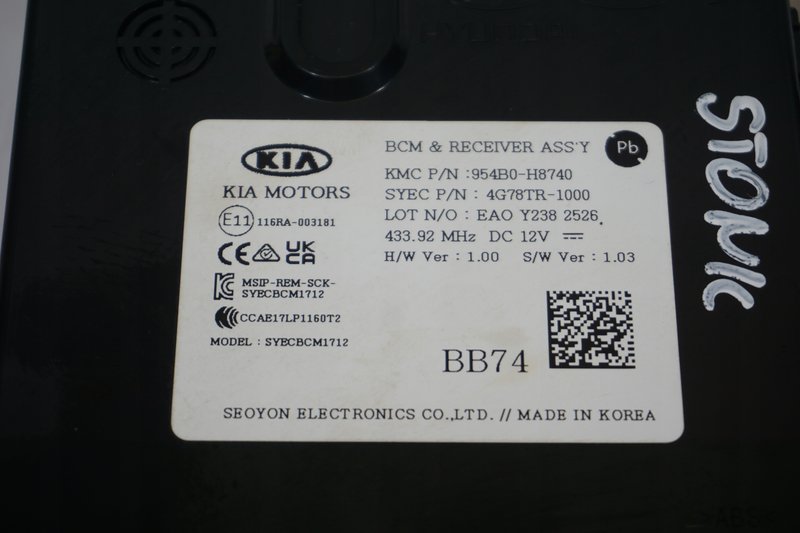 HYUNDAI
KIA
KIA MOTORS
E11 116RA-003181
CE UK CA
MSIP-REM-SCK-
SYECBCM1712
CCAE17LP1160T2
MODEL : SYECBCM1712
BCM & RECEIVER ASS'Y
Pb
KMC P/N :954B0-H8740
SYEC P/N : 4G78TR-1000
LOT N/O : EAO Y238 2526
433.92 MHz DC 12V
H/W Ver : 1.00 S/W Ver : 1.03
BB74
SEOYON ELECTRONICS CO.,LTD. // MADE IN KOREA
STONIC
>ABS<